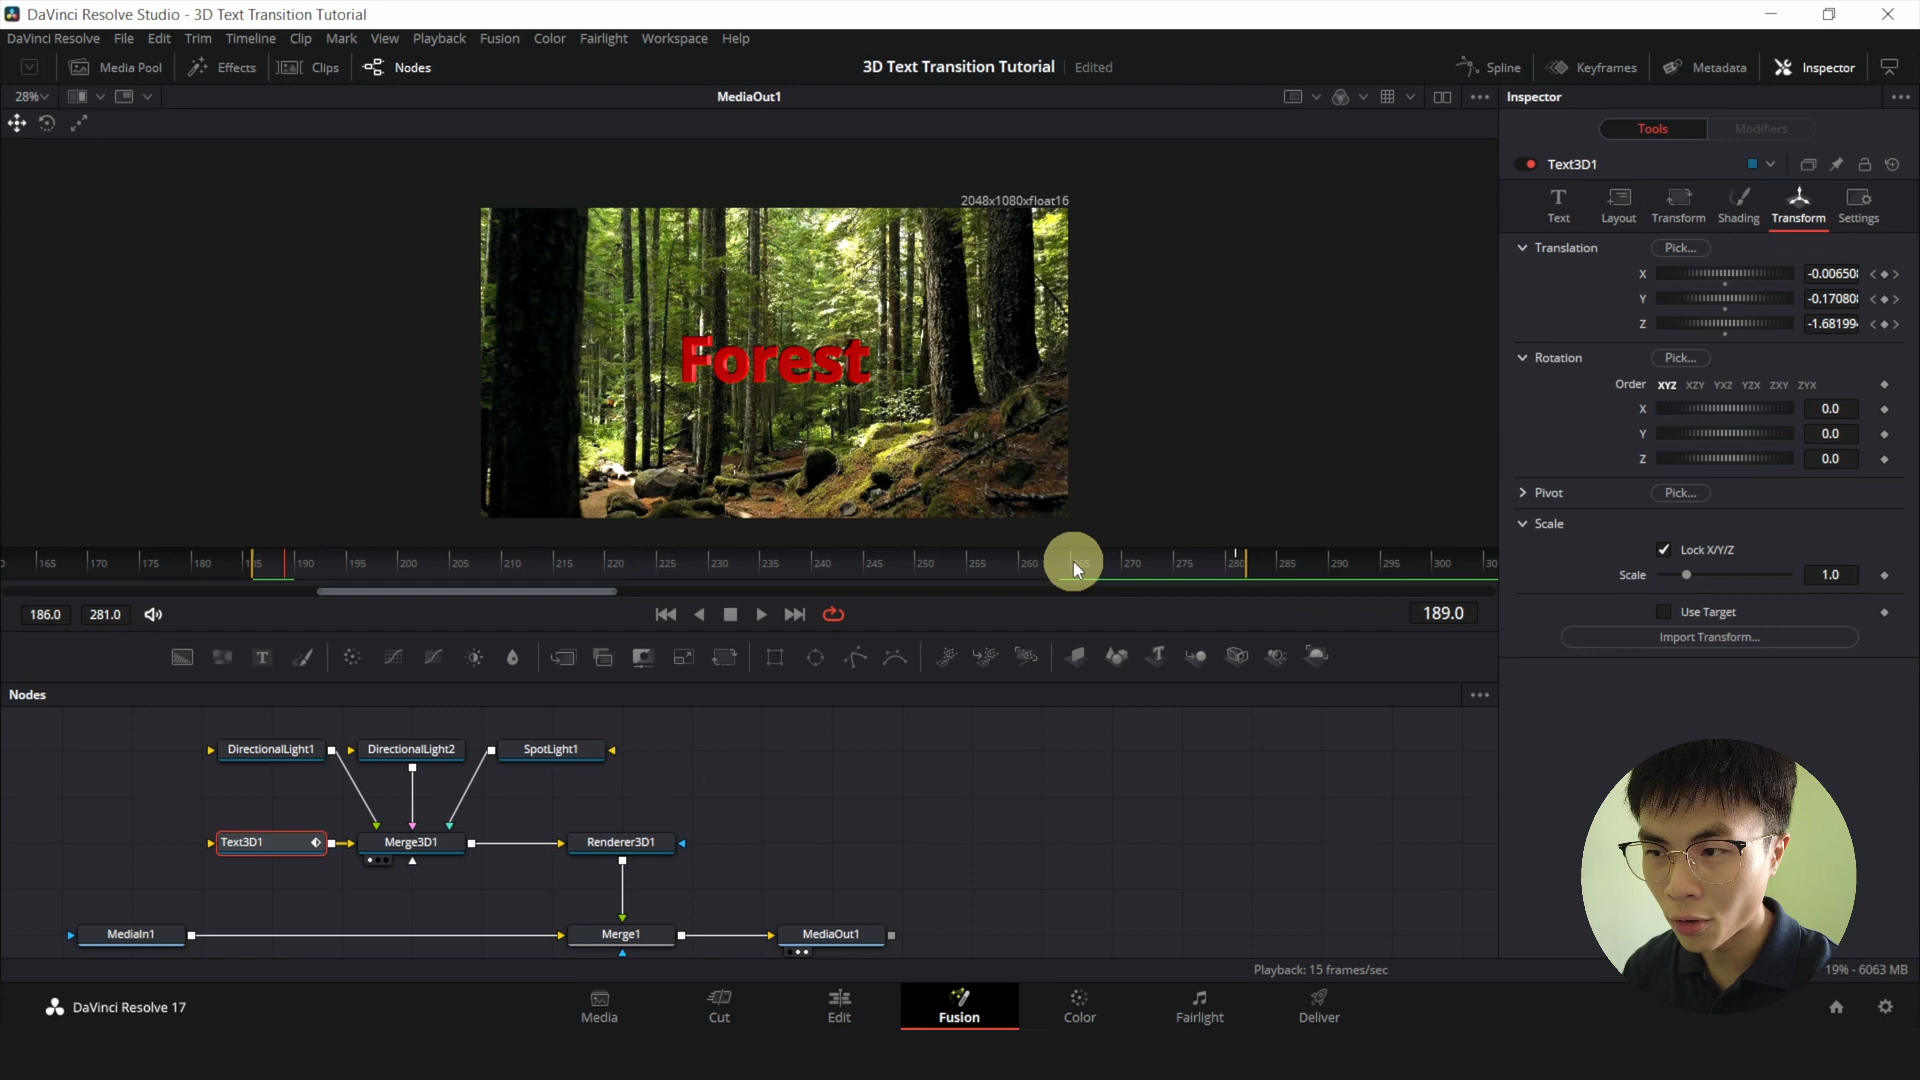 DaVinci Resolve Studio - 3D Text Transition Tutorial
DaVinci Resolve File Edit Trim Timeline Clip Mark View Playback Fusion Color Fairlight Workspace Help
Media Pool Effects Clips Nodes 3D Text Transition Tutorial Edited Spline Keyframes Metadata Inspector
28% MediaOut1 Inspector
Tools Modifiers
Text3D1
Text Layout Transform Shading Transform Settings
2048x1080xfloat16
Translation Pick...
X -0.00650
Y -0.17080
Z -1.68199
Rotation Pick...
Order XYZ XZY YXZ YZX ZXY ZYX
X 0.0
Y 0.0
Z 0.0
Forest
Pivot Pick...
Scale
Lock X/Y/Z
Scale 1.0
Use Target
Import Transform...
165 170 175 180 185 190 195 200 205 210 215 220 225 230 235 240 245 250 255 260 265 270 275 280 285 290 295 300 30
186.0 281.0 189.0
Nodes
DirectionalLight1 DirectionalLight2 SpotLight1
Text3D1 Merge3D1 Renderer3D1
MediaIn1 Merge1 MediaOut1
Playback: 15 frames/sec 19% - 6063 MB
DaVinci Resolve 17 Media Cut Edit Fusion Color Fairlight Deliver